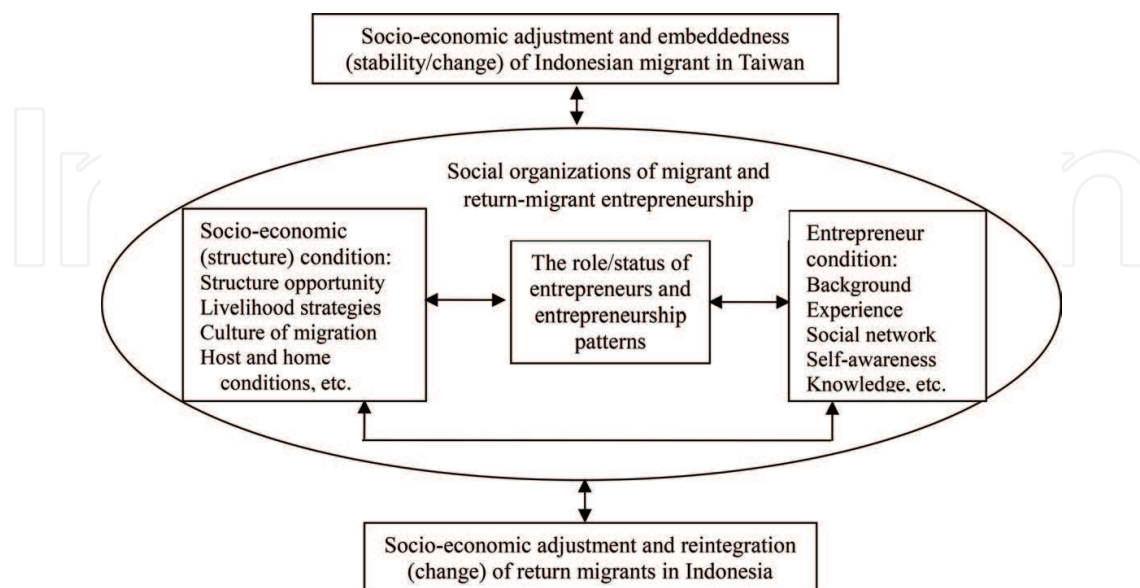 Socio-economic adjustment and embeddedness
(stability/change) of Indonesian migrant in Taiwan
Social organizations of migrant and
return-migrant entrepreneurship
Socio-economic
(structure) condition:
Structure opportunity
Livelihood strategies
Culture of migration
Host and home
conditions, etc.
The role/status of
entrepreneurs and
entrepreneurship
patterns
Entrepreneur
condition:
Background
Experience
Social network
Self-awareness
Knowledge, etc.
Socio-economic adjustment and reintegration
(change) of return migrants in Indonesia